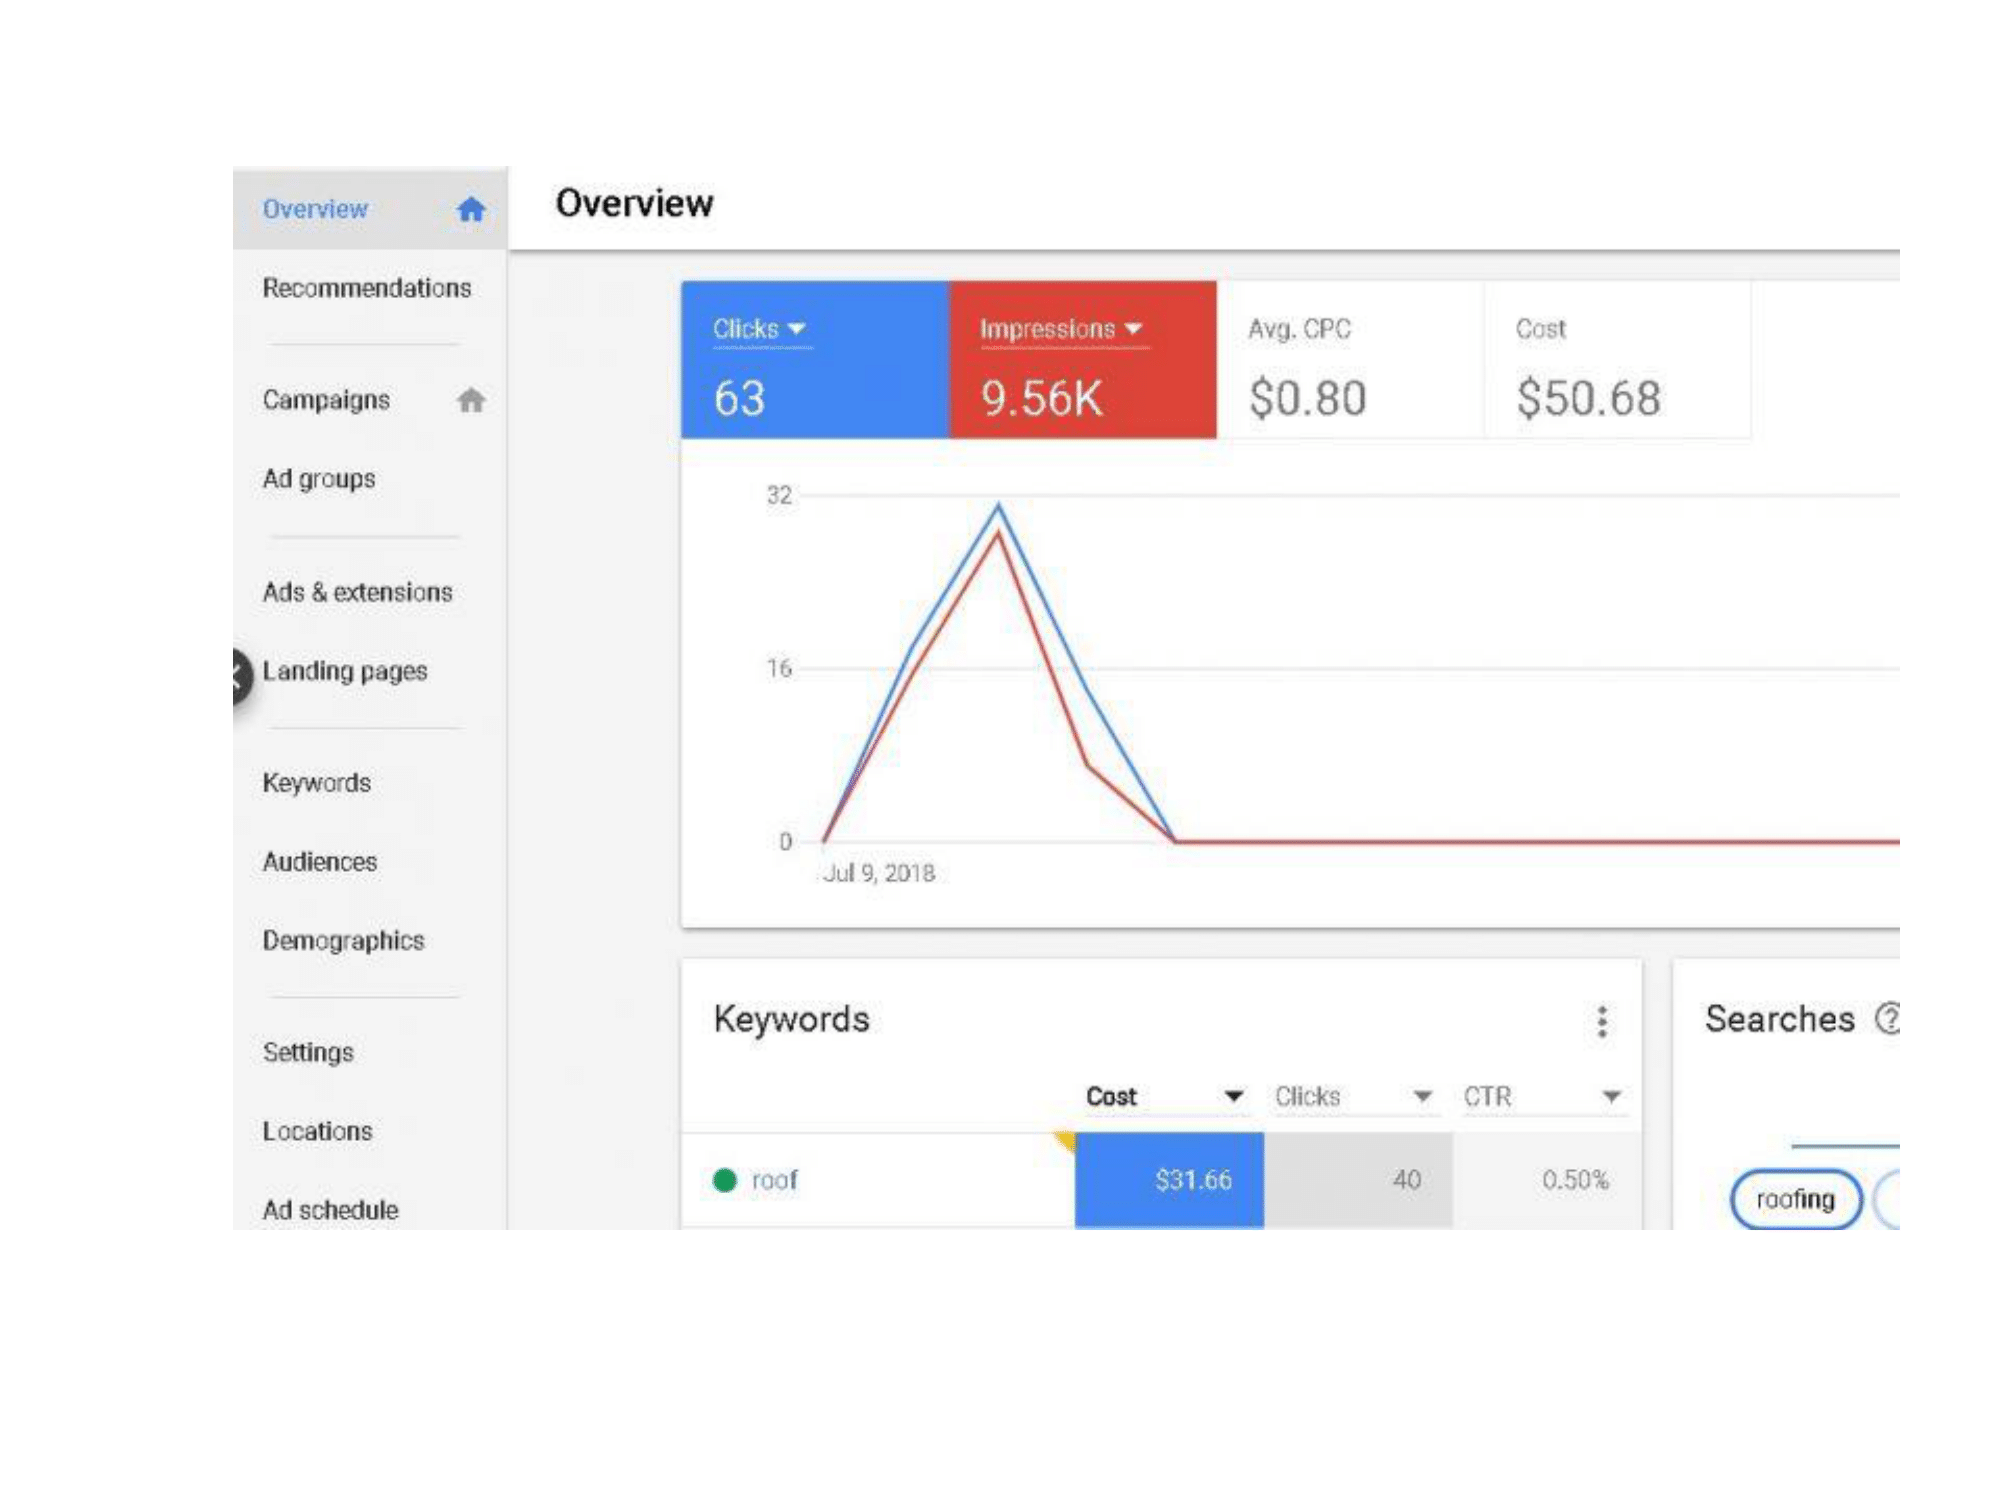 Overview
Recommendations
Campaigns
Ad groups
Ads & extensions
Landing pages
Keywords
Audiences
Demographics
Settings
Locations
Ad schedule
Overview
Clicks
63
Impressions
9.56K
Avg. CPC
$0.80
Cost
$50.68
32
16
0
Jul 9, 2018
Keywords
Cost Clicks CTR
roof $31.66 40 0.50%
Searches ?
roofing